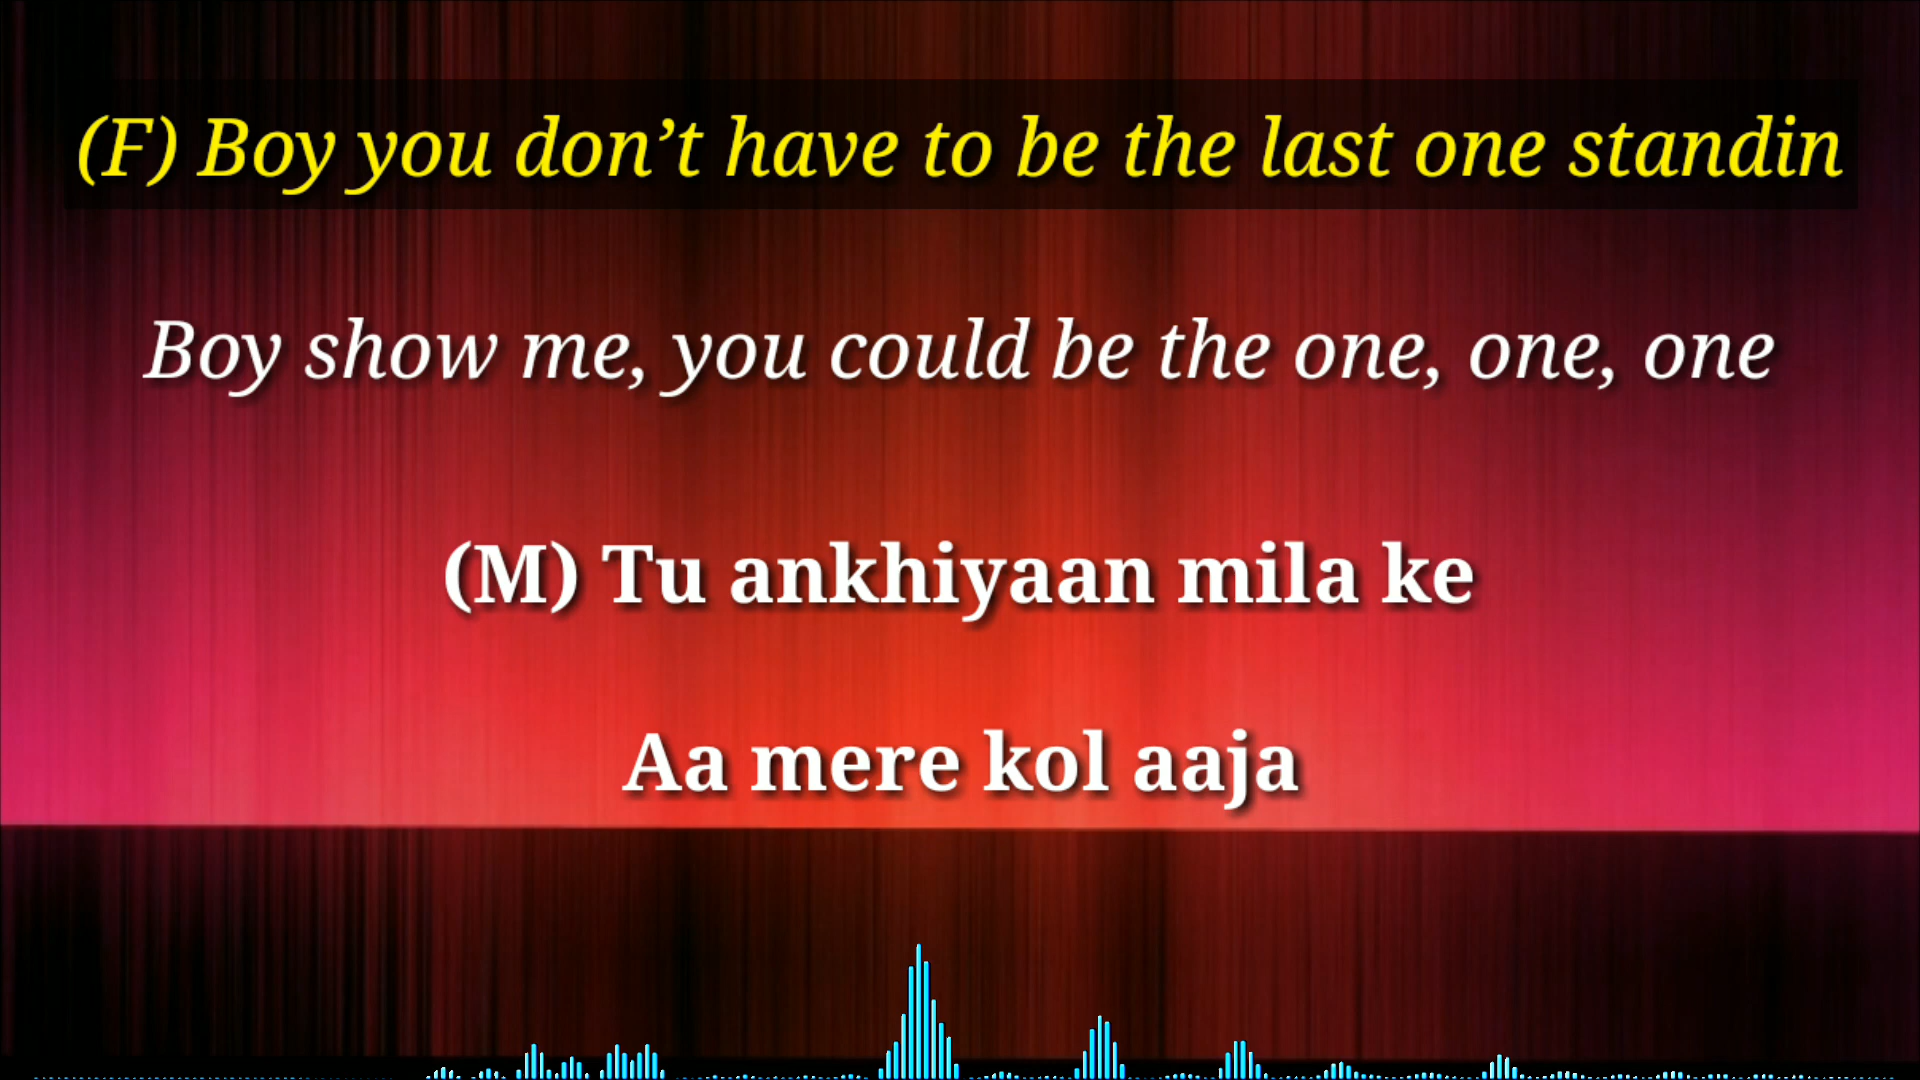 (F) Boy you don’t have to be the last one standin
Boy show me, you could be the one, one, one
(M) Tu ankhiyaan mila ke
Aa mere kol aaja